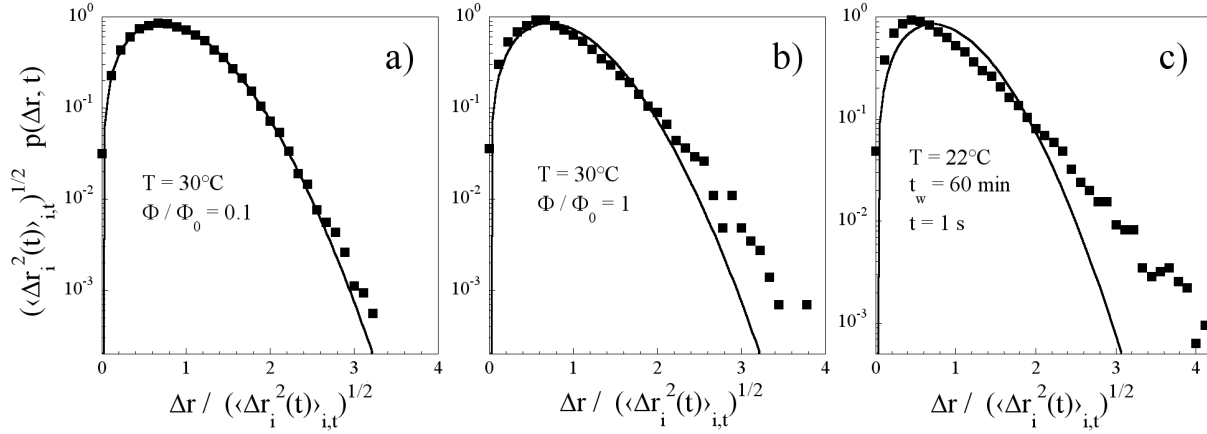 (⟨Δr_i^2(t)⟩_i,t)^1/2 p(Δr, t)
10^0
10^-1
10^-2
10^-3
0
1
2
3
4
a)
T = 30°C
Φ / Φ_0 = 0.1
Δr / (⟨Δr_i^2(t)⟩_i,t)^1/2
10^0
10^-1
10^-2
10^-3
0
1
2
3
4
b)
T = 30°C
Φ / Φ_0 = 1
Δr / (⟨Δr_i^2(t)⟩_i,t)^1/2
10^0
10^-1
10^-2
10^-3
0
1
2
3
4
c)
T = 22°C
t_w = 60 min
t = 1 s
Δr / (⟨Δr_i^2(t)⟩_i,t)^1/2